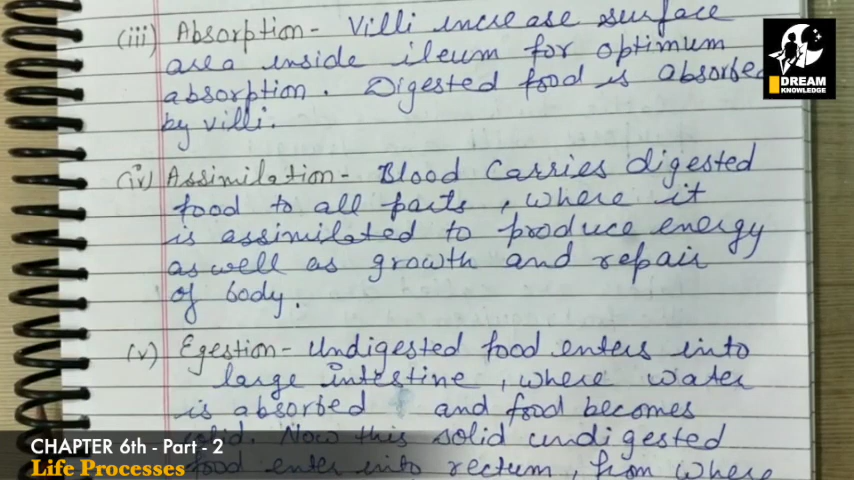 (iii) Absorption - Villi increase surface
area inside ileum for optimum
absorption. Digested food is absorbed
by villi.
(iv) Assimilation - Blood Carries digested
food to all parts, where it
is assimilated to produce energy
as well as growth and repair
of body.
(v) Egestion - Undigested food enters into
large intestine, where water
is absorbed and food becomes
solid. Now this solid undigested
food enter into rectum, from where
DREAM
KNOWLEDGE
CHAPTER 6th - Part - 2
Life Processes